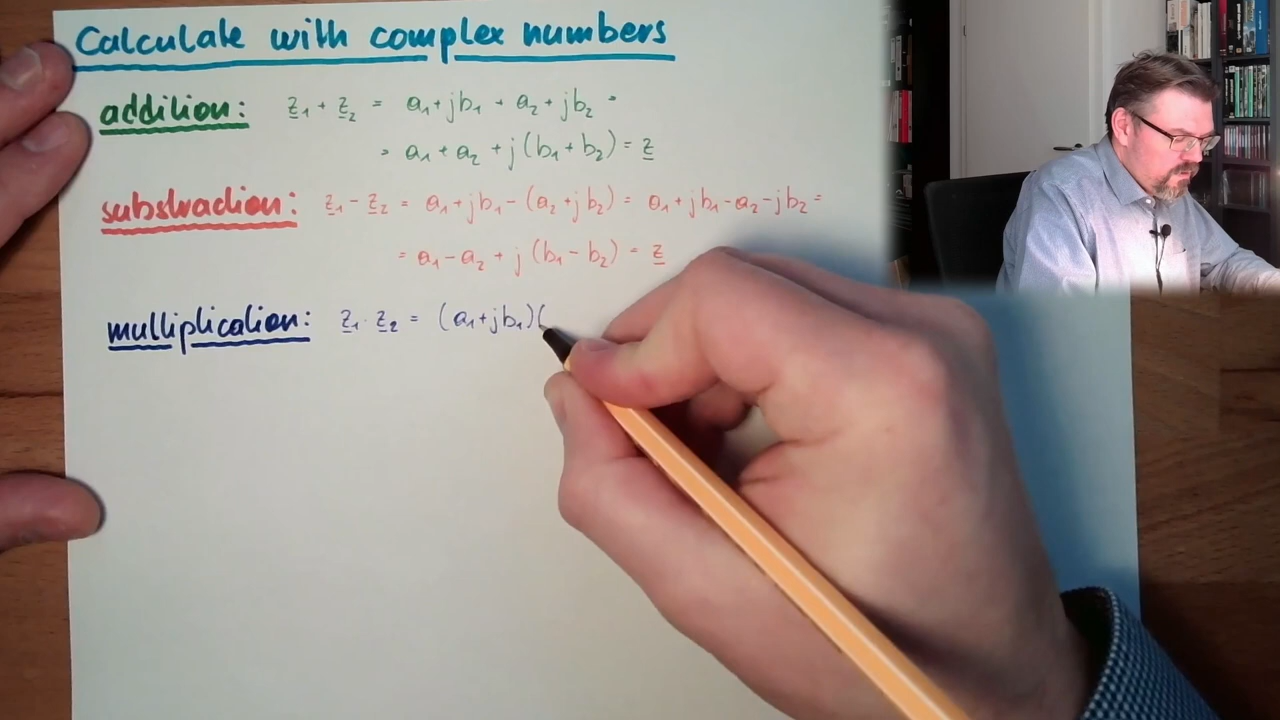 Calculate with complex numbers
addition: z1 + z2 = a1 + jb1 + a2 + jb2 =
= a1 + a2 + j(b1 + b2) = z
substraction: z1 - z2 = a1 + jb1 - (a2 + jb2) = a1 + jb1 - a2 - jb2 =
= a1 - a2 + j (b1 - b2) = z
multiplication: z1 · z2 = (a1 + jb1)(